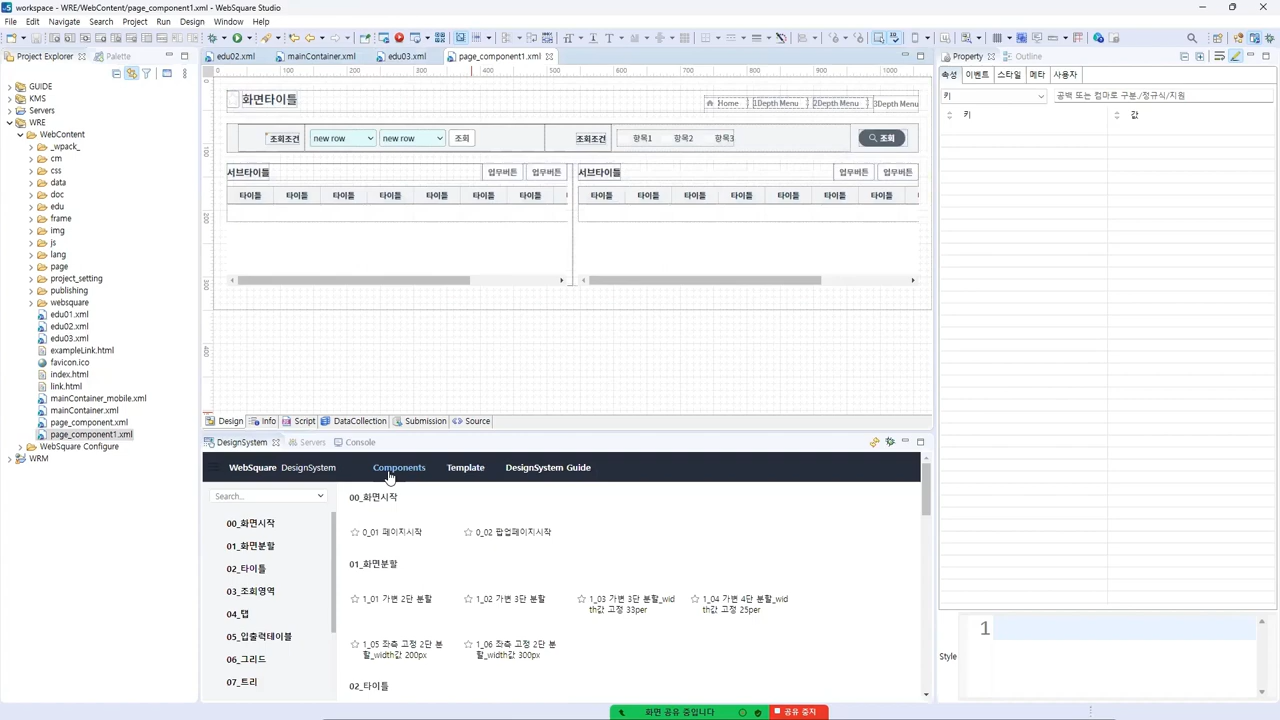 workspace - WRE/WebContent/page_component1.xml - WebSquare Studio
File Edit Navigate Search Project Run Design Window Help
Project Explorer
Palette
edu02.xml
mainContainer.xml
edu03.xml
page_component1.xml
Property
Outline
GUIDE
KMS
Servers
WRE
WebContent
_wpack_
cm
css
data
doc
edu
frame
img
js
lang
page
project_setting
publishing
websquare
edu01.xml
edu02.xml
edu03.xml
exampleLink.html
favicon.ico
index.html
link.html
mainContainer_mobile.xml
mainContainer.xml
page_component.xml
page_component1.xml
WebSquare Configure
WRM
0 100 200 300 400 500 600 700 800 900 1000
100
200
300
400
화면타이틀
Home 1Depth Menu 2Depth Menu 3Depth Menu
조회조건 new row new row 조회 조회조건 항목1 항목2 항목3 조회
서브타이틀 업무버튼 업무버튼 서브타이틀 업무버튼 업무버튼
타이틀 타이틀 타이틀 타이틀 타이틀 타이틀 타이틀 타이틀 타이틀 타이틀 타이틀 타이틀 타이틀 타이틀
Design Info Script DataCollection Submission Source
DesignSystem Servers Console
WebSquare DesignSystem Components Template DesignSystem Guide
Search...
00_화면시작
01_화면분할
02_타이틀
03_조회영역
04_탭
05_입출력테이블
06_그리드
07_트리
00_화면시작
0_01 페이지시작 0_02 팝업페이지시작
01_화면분할
1_01 가변 2단 분할 1_02 가변 3단 분할 1_03 가변 3단 분할_wid 1_04 가변 4단 분할_wid
th값 고정 33per th값 고정 25per
1_05 좌측 고정 2단 분 1_06 좌측 고정 2단 분
할_width값 200px 할_width값 300px
02_타이틀
속성 이벤트 스타일 메타 사용자
키 공백 또는 컴마로 구분./정규식/지원
키 값
Style
1
화면 공유 중입니다 공유 중지